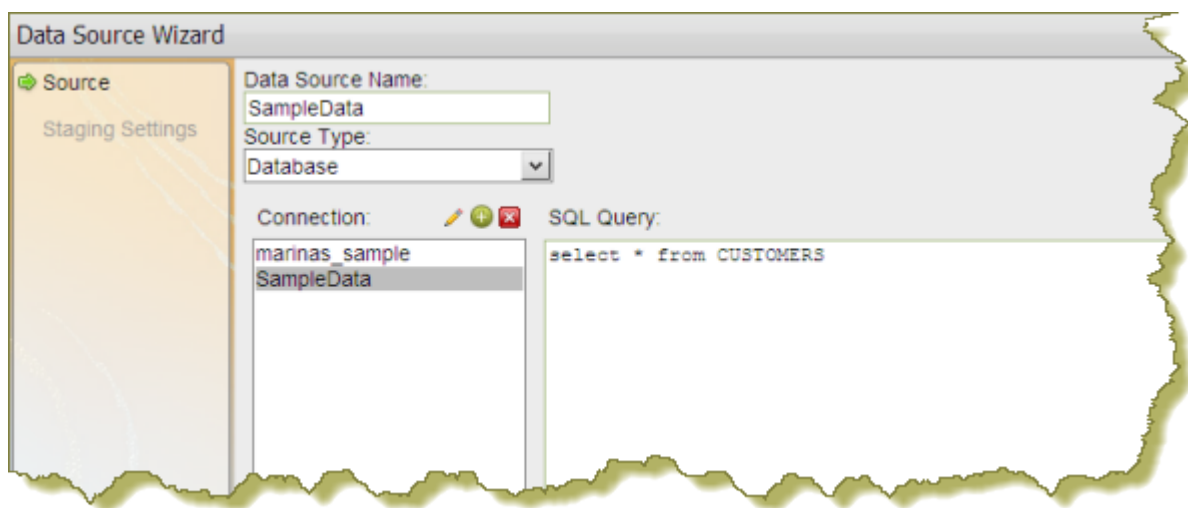 Data Source Wizard
Source
Staging Settings
Data Source Name:
SampleData
Source Type:
Database
Connection:
marinas_sample
SampleData
SQL Query:
select * from CUSTOMERS